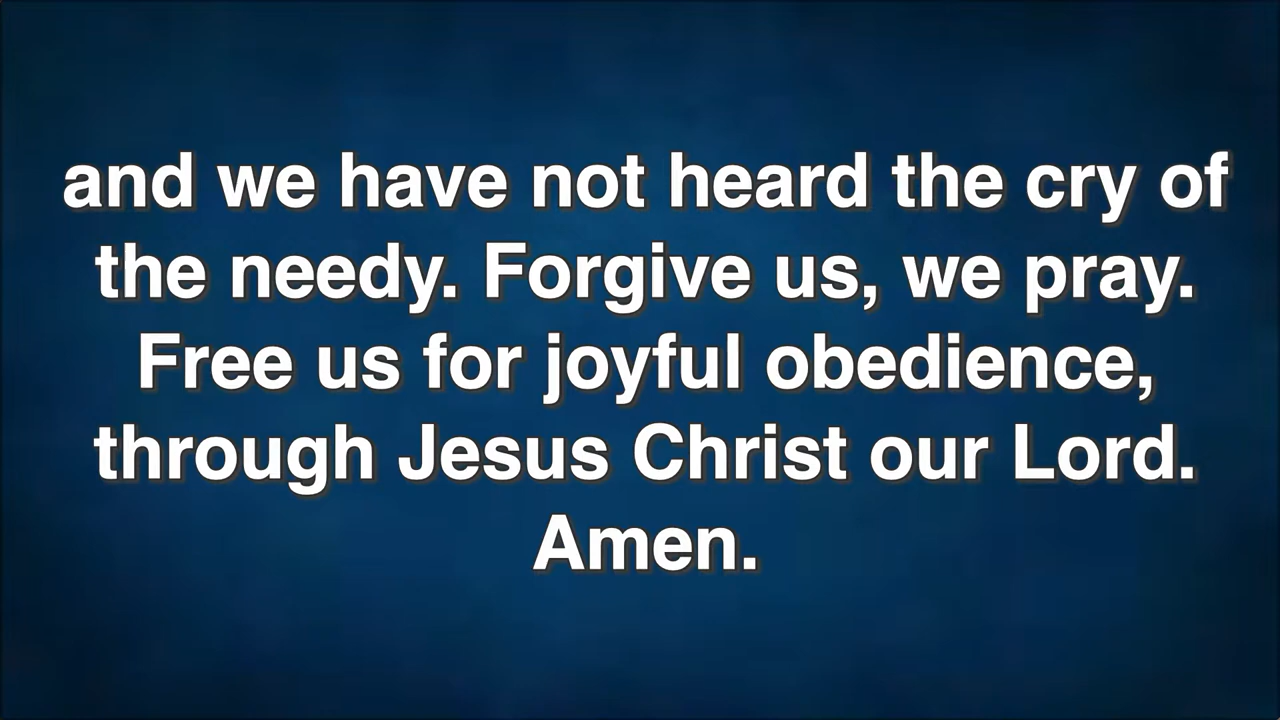 and we have not heard the cry of
the needy. Forgive us, we pray.
Free us for joyful obedience,
through Jesus Christ our Lord.
Amen.